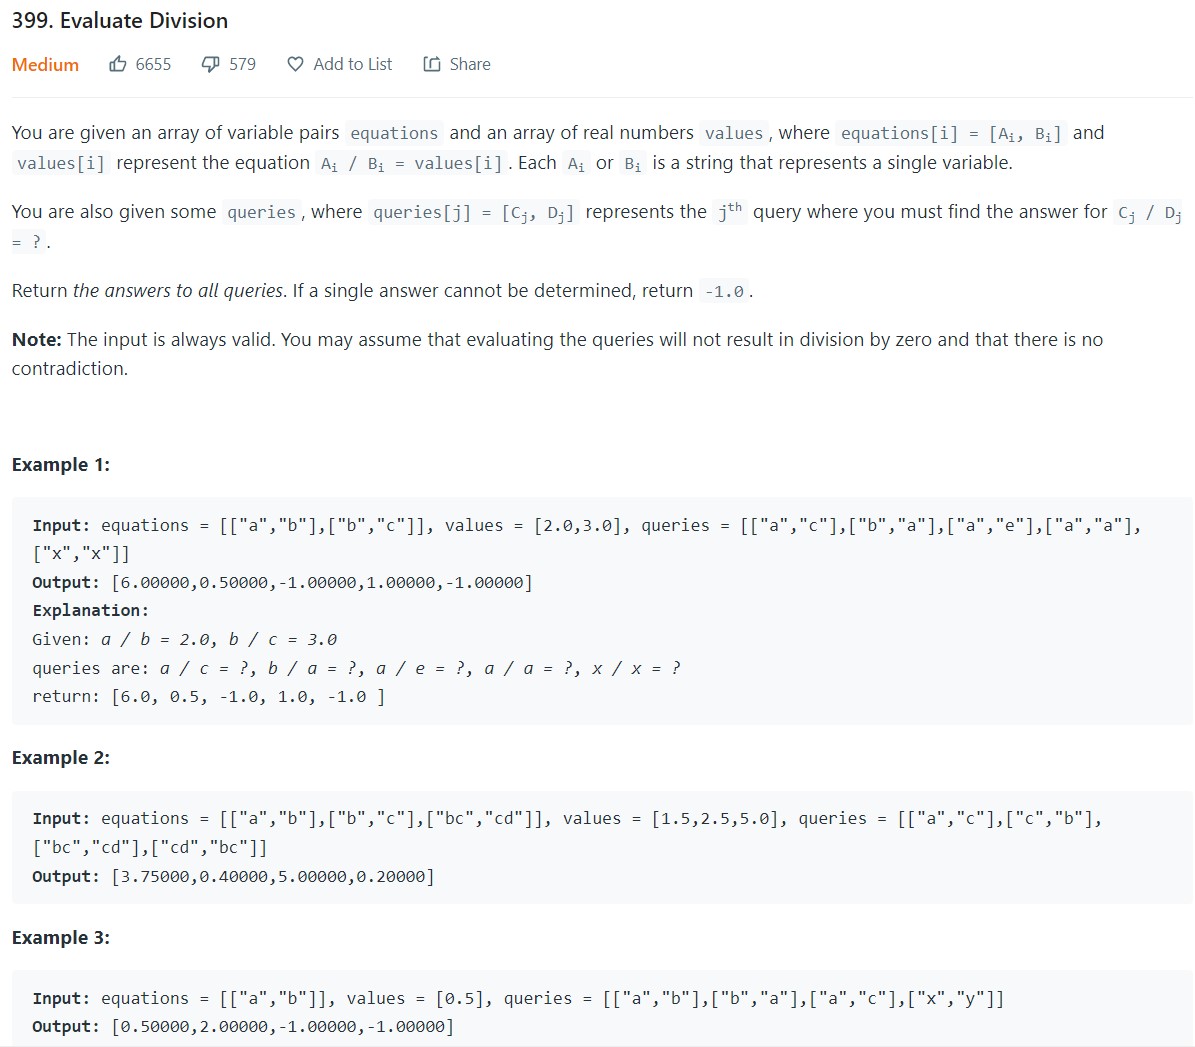 399. Evaluate Division
Medium 6655 579 Add to List Share
You are given an array of variable pairs equations and an array of real numbers values, where equations[i] = [Aᵢ, Bᵢ] and
values[i] represent the equation Aᵢ / Bᵢ = values[i]. Each Aᵢ or Bᵢ is a string that represents a single variable.
You are also given some queries, where queries[j] = [Cⱼ, Dⱼ] represents the jᵗʰ query where you must find the answer for Cⱼ / Dⱼ
= ?.
Return the answers to all queries. If a single answer cannot be determined, return -1.0.
Note: The input is always valid. You may assume that evaluating the queries will not result in division by zero and that there is no
contradiction.
Example 1:
Input: equations = [["a","b"],["b","c"]], values = [2.0,3.0], queries = [["a","c"],["b","a"],["a","e"],["a","a"],
["x","x"]]
Output: [6.00000,0.50000,-1.00000,1.00000,-1.00000]
Explanation:
Given: a / b = 2.0, b / c = 3.0
queries are: a / c = ?, b / a = ?, a / e = ?, a / a = ?, x / x = ?
return: [6.0, 0.5, -1.0, 1.0, -1.0 ]
Example 2:
Input: equations = [["a","b"],["b","c"],["bc","cd"]], values = [1.5,2.5,5.0], queries = [["a","c"],["c","b"],
["bc","cd"],["cd","bc"]]
Output: [3.75000,0.40000,5.00000,0.20000]
Example 3:
Input: equations = [["a","b"]], values = [0.5], queries = [["a","b"],["b","a"],["a","c"],["x","y"]]
Output: [0.50000,2.00000,-1.00000,-1.00000]